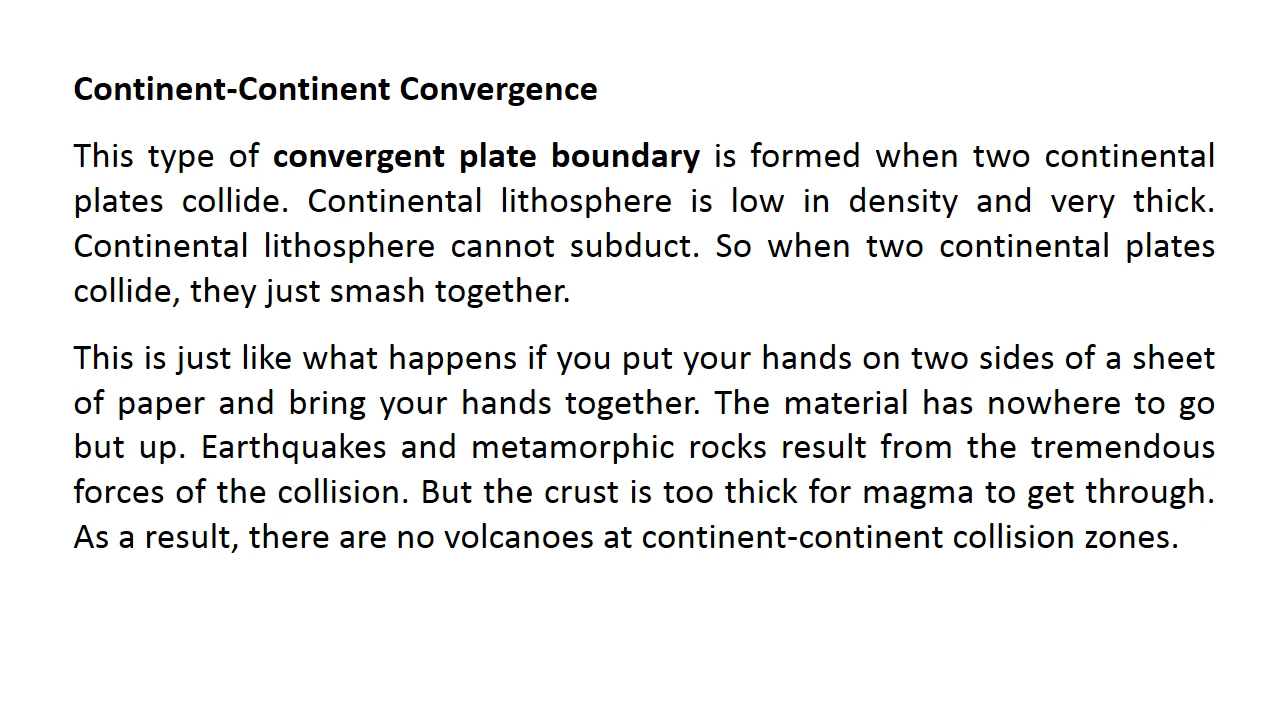 Continent-Continent Convergence
This type of convergent plate boundary is formed when two continental
plates collide. Continental lithosphere is low in density and very thick.
Continental lithosphere cannot subduct. So when two continental plates
collide, they just smash together.
This is just like what happens if you put your hands on two sides of a sheet
of paper and bring your hands together. The material has nowhere to go
but up. Earthquakes and metamorphic rocks result from the tremendous
forces of the collision. But the crust is too thick for magma to get through.
As a result, there are no volcanoes at continent-continent collision zones.